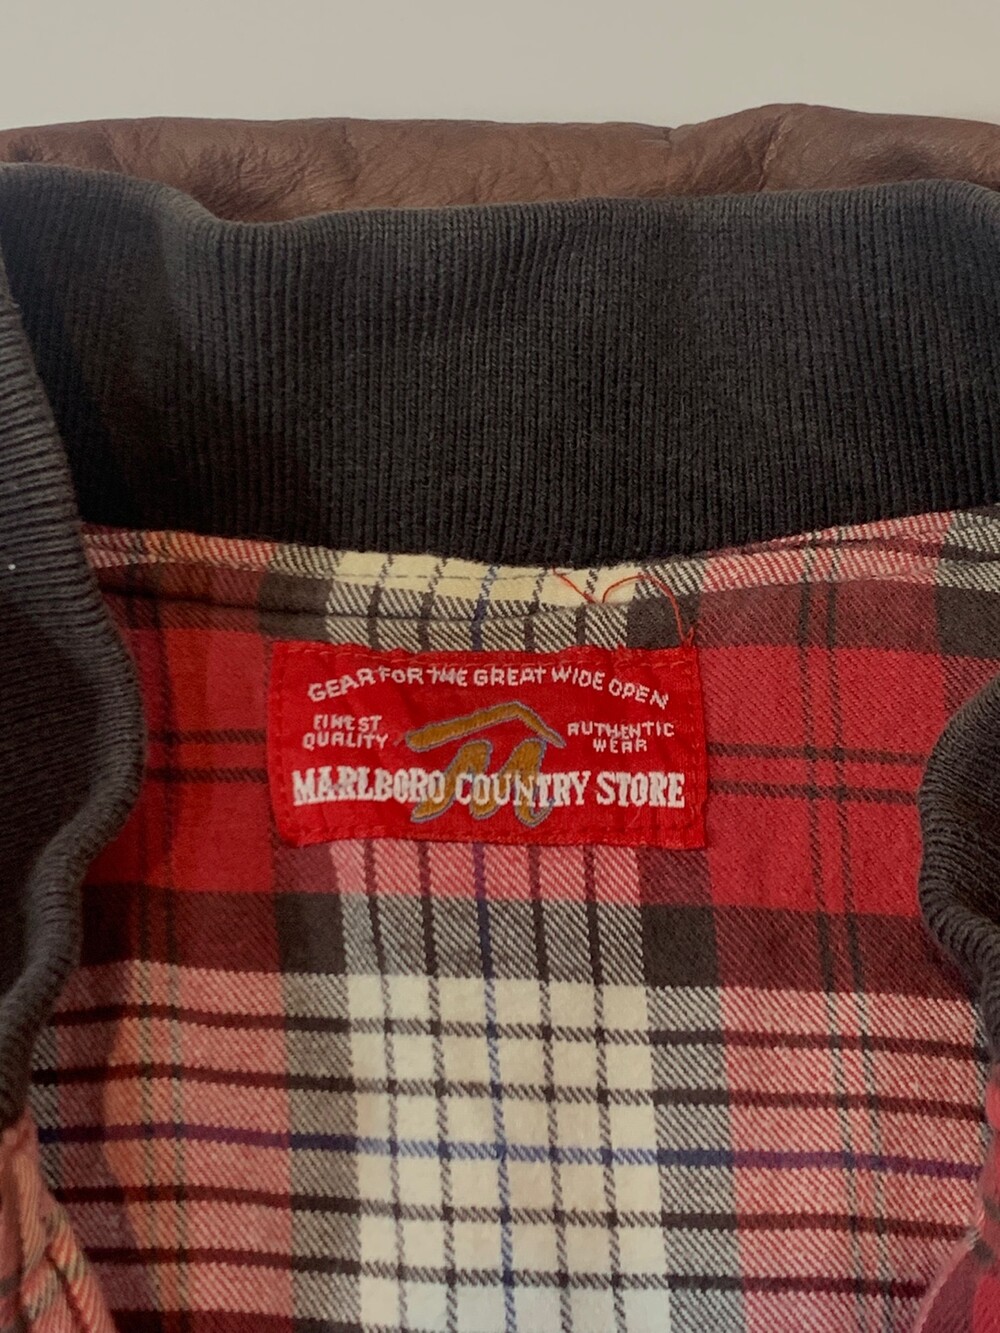 GEAR FOR THE GREAT WIDE OPEN
FINEST
QUALITY
AUTHENTIC
WEAR
M
MARLBORO COUNTRY STORE